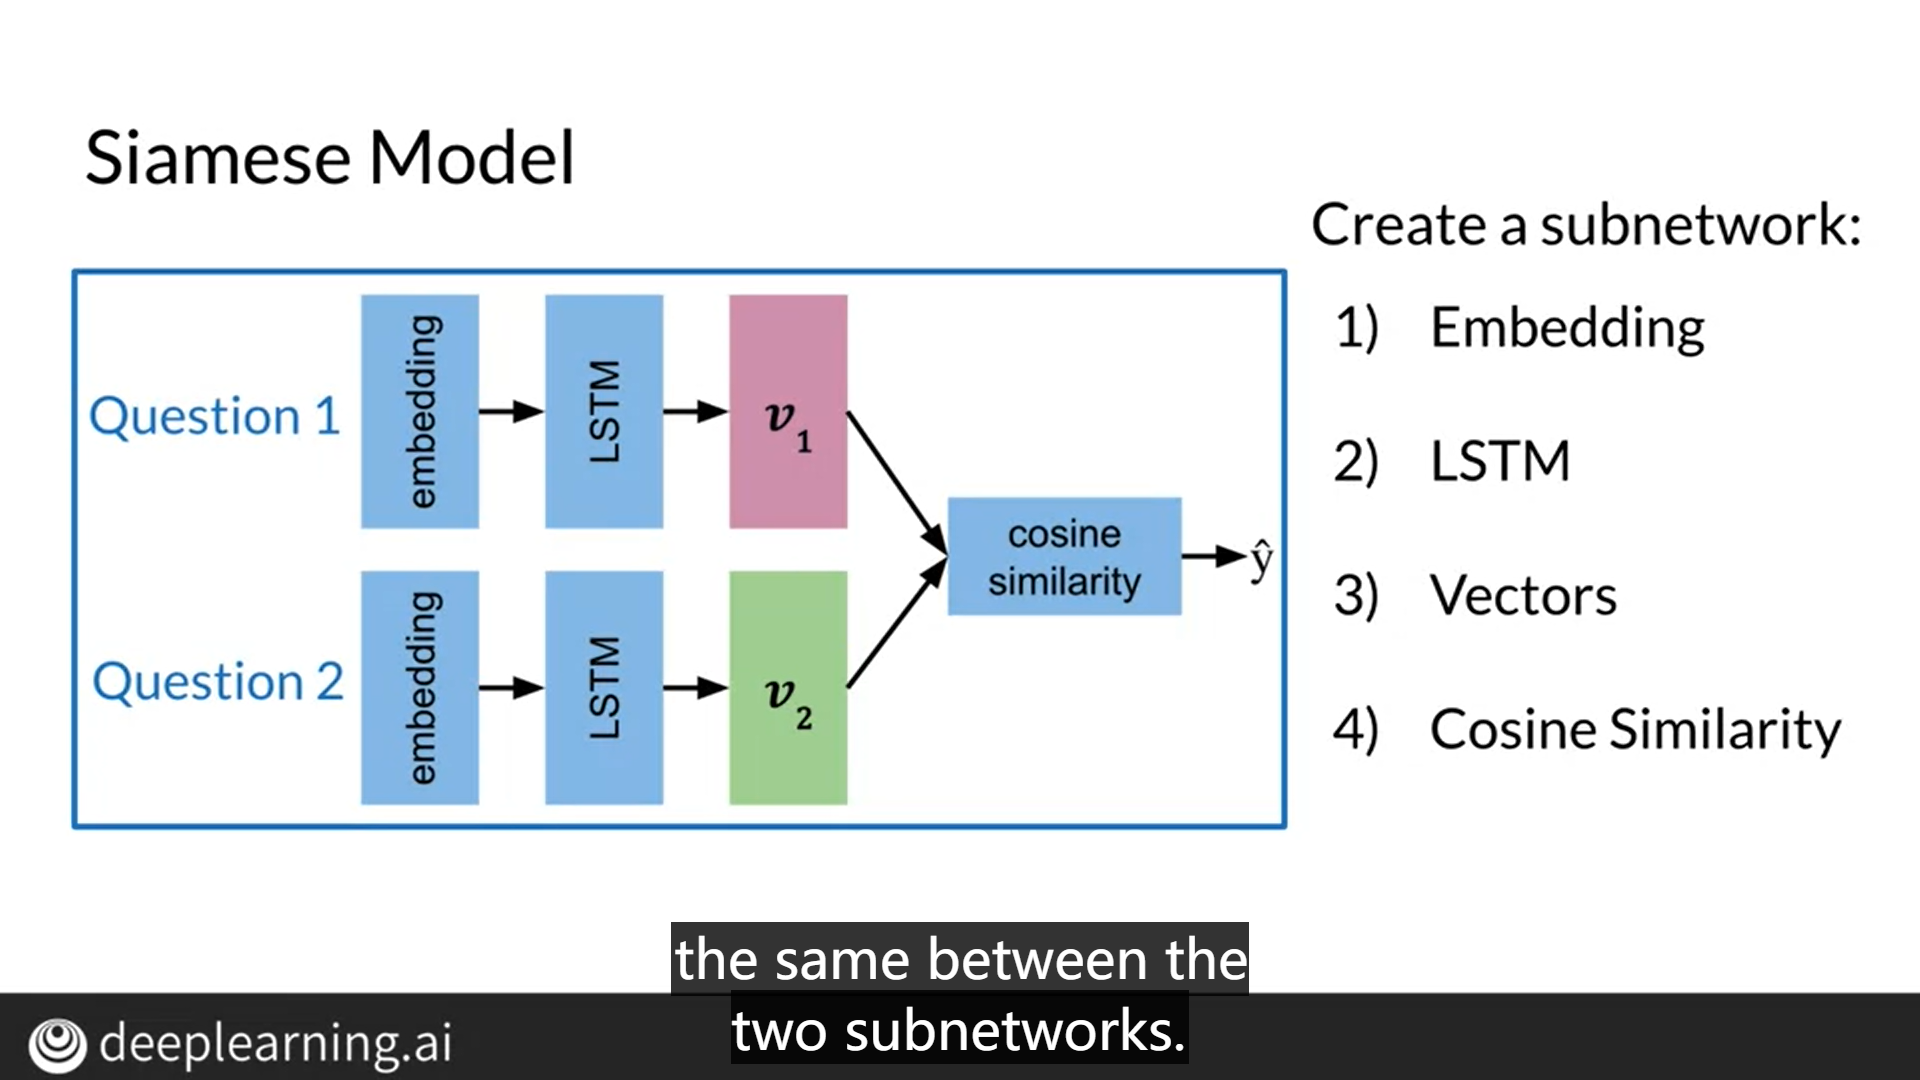 Siamese Model
Create a subnetwork:
1) Embedding
2) LSTM
3) Vectors
4) Cosine Similarity
Question 1
embedding
LSTM
v1
Question 2
embedding
LSTM
v2
cosine
similarity
ŷ
the same between the
two subnetworks.
deeplearning.ai